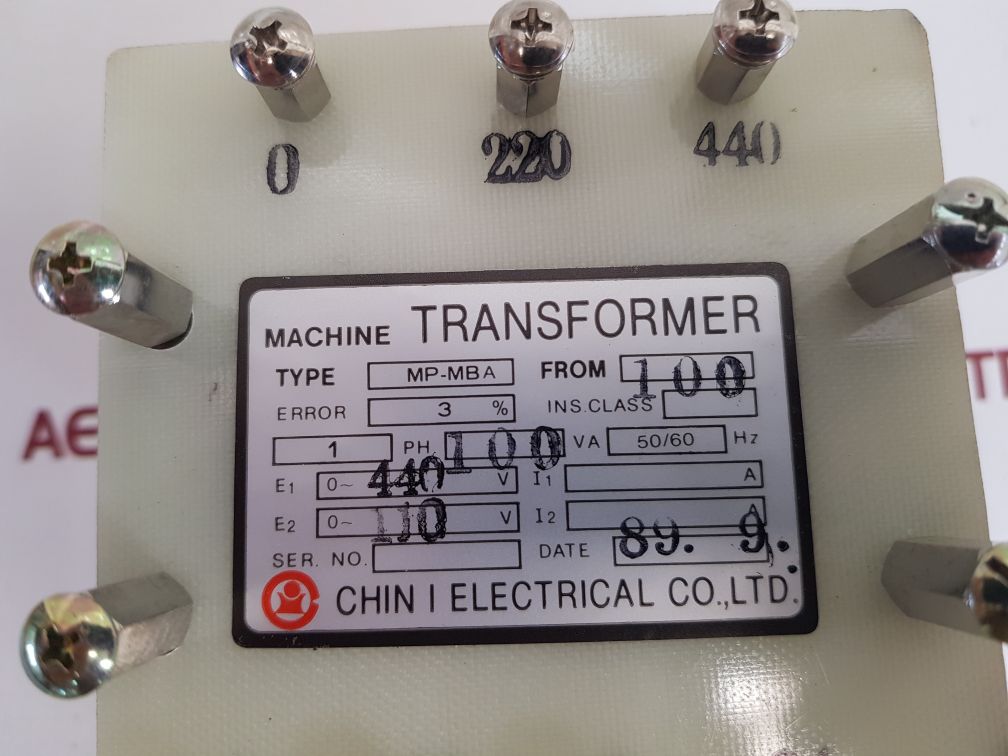 0 220 440
MACHINE TRANSFORMER
TYPE MP-MBA FROM 100
ERROR 3 % INS.CLASS
1 PH. 100 VA 50/60 Hz
E1 0~ 440 V I1 A
E2 0~ 110 V I2 A
SER. NO. DATE 89. 9.
CHIN I ELECTRICAL CO.,LTD.
AE